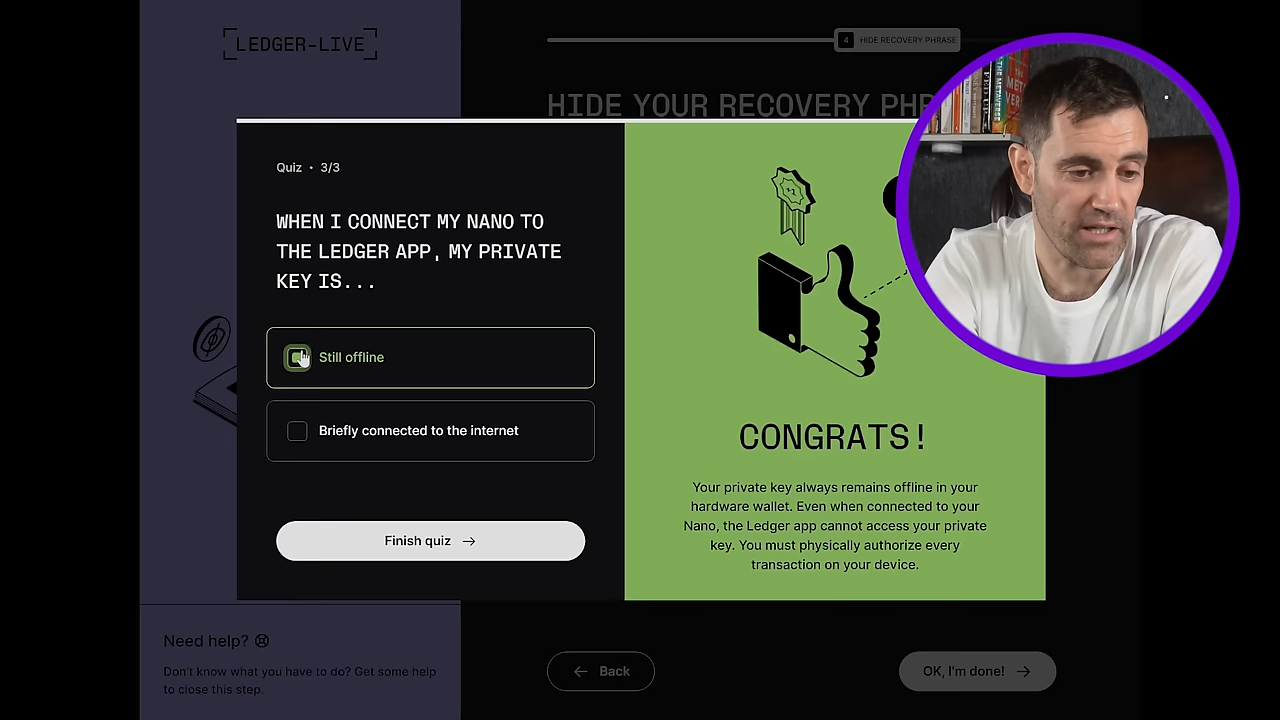 LEDGER-LIVE
4 HIDE RECOVERY PHRASE
HIDE YOUR RECOVERY
Quiz • 3/3
WHEN I CONNECT MY NANO TO
THE LEDGER APP, MY PRIVATE
KEY IS...
Still offline
Briefly connected to the internet
Finish quiz →
CONGRATS!
Your private key always remains offline in your
hardware wallet. Even when connected to your
Nano, the Ledger app cannot access your private
key. You must physically authorize every
transaction on your device.
Need help?
Don't know what you have to do? Get some help
to close this step.
← Back
OK, I'm done! →
THE METAVERSE